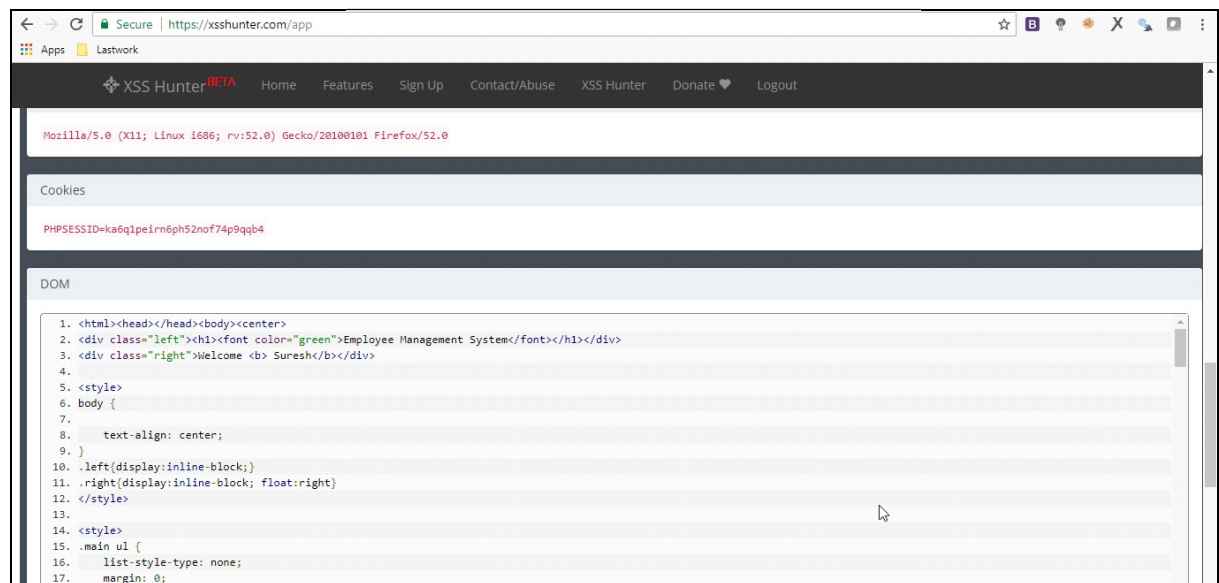 Secure | https://xsshunter.com/app
Apps Lastwork
XSS Hunter BETA Home Features Sign Up Contact/Abuse XSS Hunter Donate ♥ Logout
Mozilla/5.0 (X11; Linux i686; rv:52.0) Gecko/20100101 Firefox/52.0
Cookies
PHPSESSID=ka6q1peirn6ph52nof74p9qqb4
DOM
1. <html><head></head><body><center>
2. <div class="left"><h1><font color="green">Employee Management System</font></h1></div>
3. <div class="right">Welcome <b> Suresh</b></div>
4.
5. <style>
6. body {
7.
8. text-align: center;
9. }
10. .left{display:inline-block;}
11. .right{display:inline-block; float:right}
12. </style>
13.
14. <style>
15. .main ul {
16. list-style-type: none;
17. margin: 0;